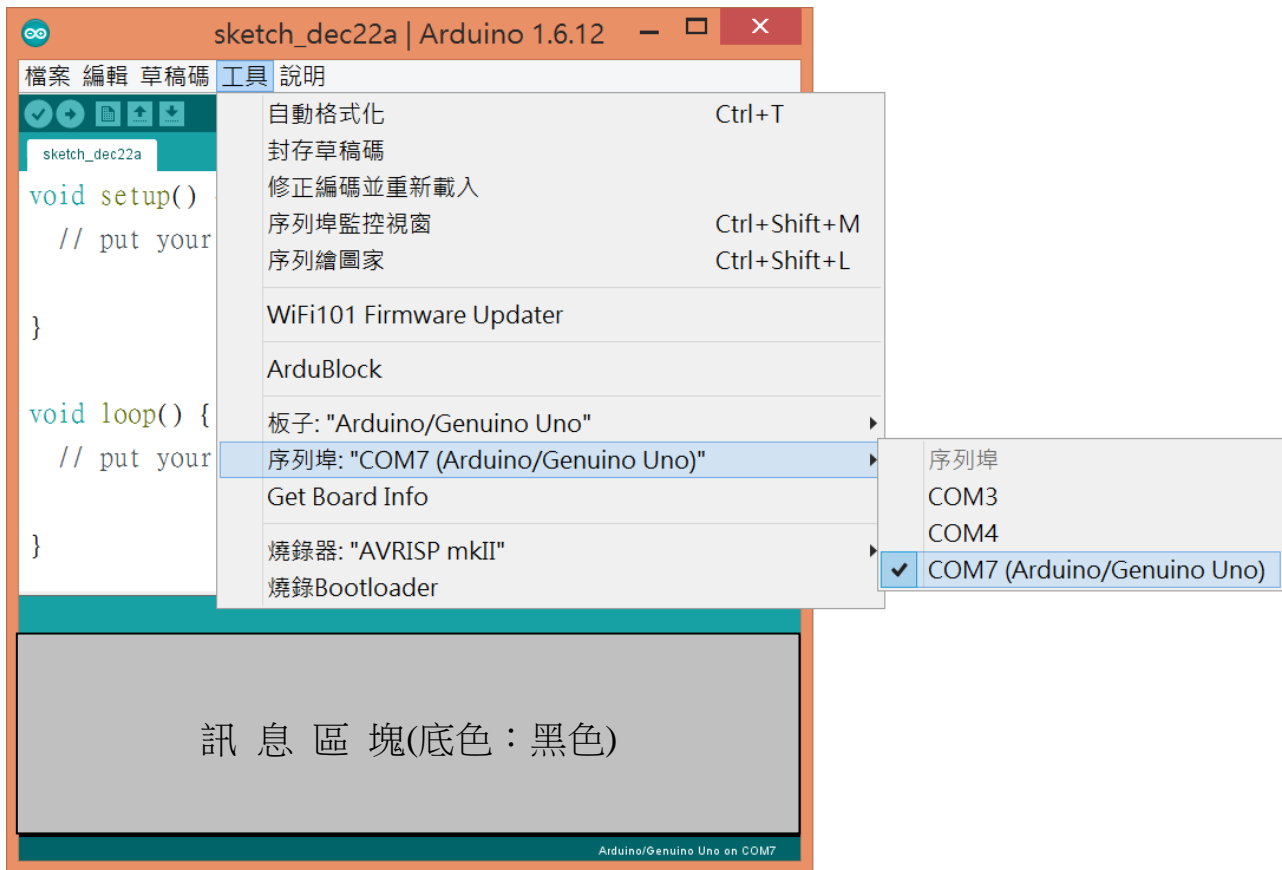 sketch_dec22a | Arduino 1.6.12
檔案 編輯 草稿碼 工具 說明
sketch_dec22a
void setup()
// put your
}
void loop() {
// put your
}
自動格式化 Ctrl+T
封存草稿碼
修正編碼並重新載入
序列埠監控視窗 Ctrl+Shift+M
序列繪圖家 Ctrl+Shift+L
WiFi101 Firmware Updater
ArduBlock
板子: "Arduino/Genuino Uno"
序列埠: "COM7 (Arduino/Genuino Uno)"
Get Board Info
燒錄器: "AVRISP mkII"
燒錄Bootloader
序列埠
COM3
COM4
COM7 (Arduino/Genuino Uno)
訊 息 區 塊(底色：黑色)
Arduino/Genuino Uno on COM7